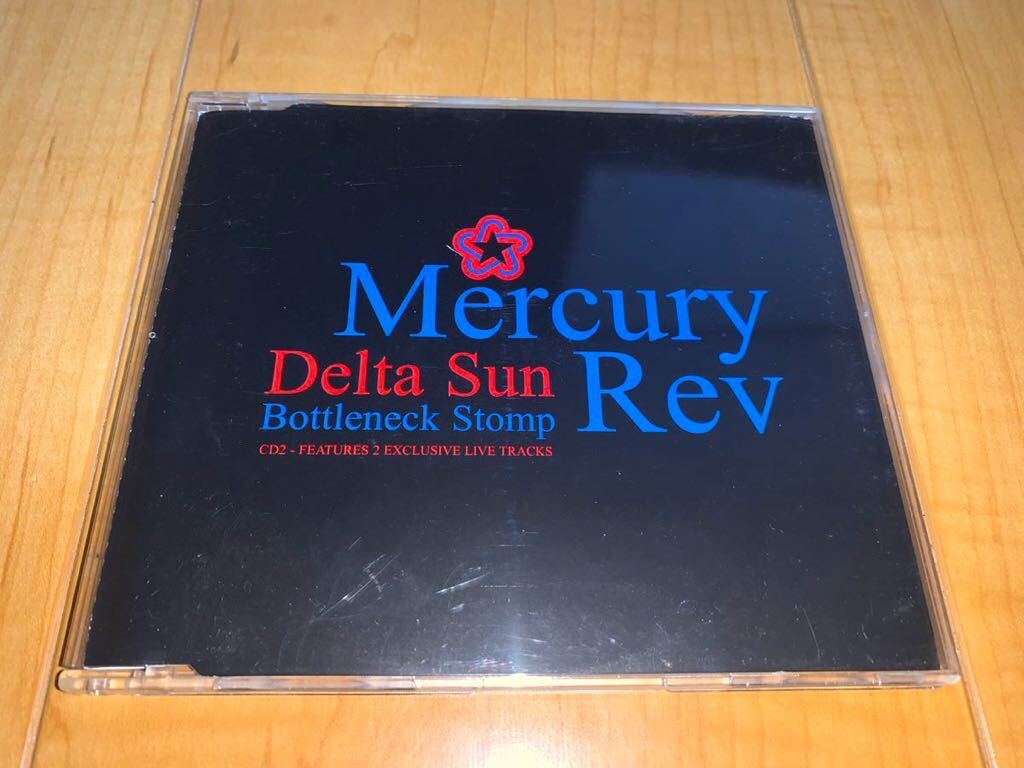 Mercury
Rev
Delta Sun
Bottleneck Stomp
CD2 - FEATURES 2 EXCLUSIVE LIVE TRACKS